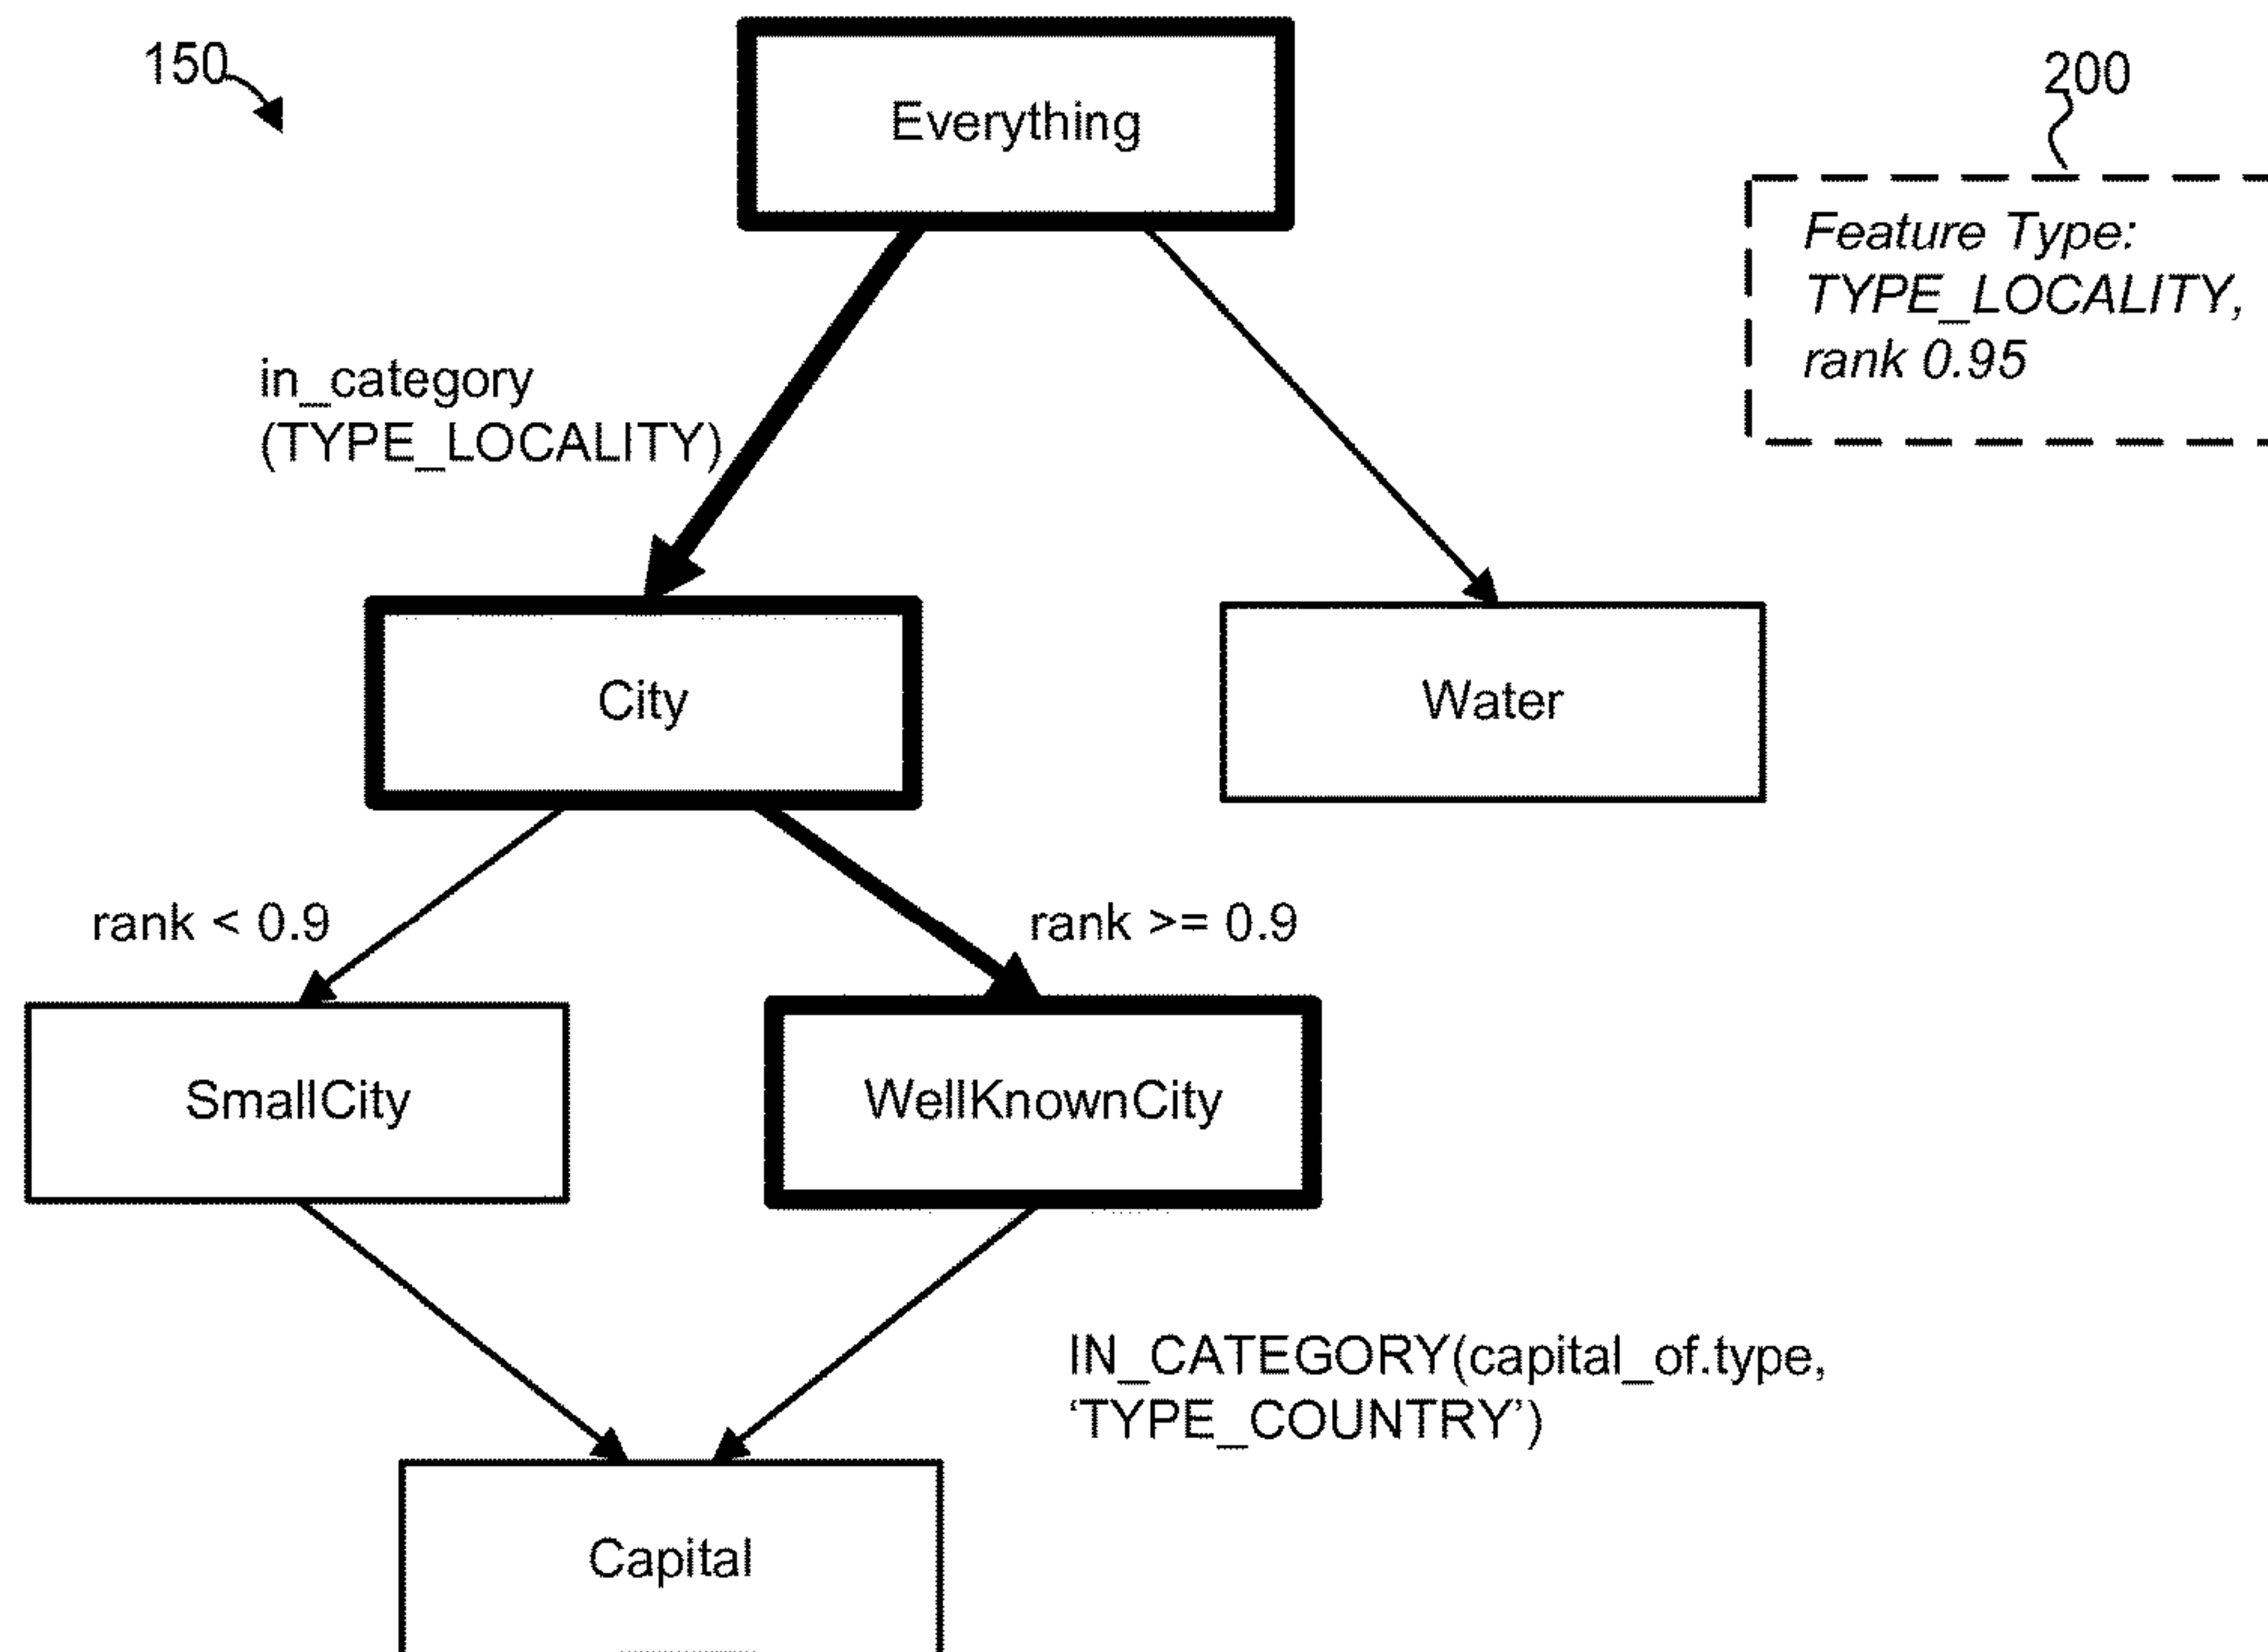 150
Everything
200
Feature Type:
TYPE_LOCALITY,
rank 0.95
in_category
(TYPE_LOCALITY)
City
Water
rank < 0.9
rank >= 0.9
SmallCity
WellKnownCity
IN_CATEGORY(capital_of.type,
‘TYPE_COUNTRY’)
Capital